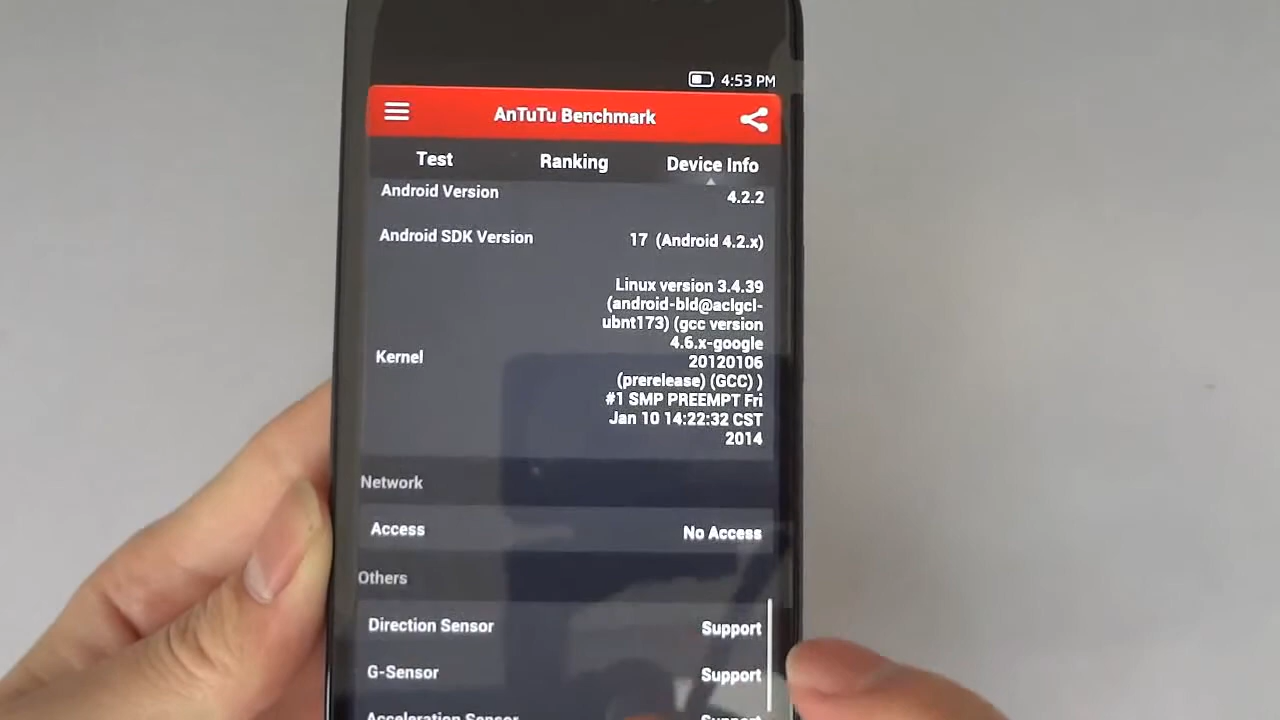 4:53 PM
AnTuTu Benchmark
Test Ranking Device Info
Android Version 4.2.2
Android SDK Version 17 (Android 4.2.x)
Linux version 3.4.39
(android-bld@aclgcl-
ubnt173) (gcc version
4.6.x-google
Kernel 20120106
(prerelease) (GCC) )
#1 SMP PREEMPT Fri
Jan 10 14:22:32 CST
2014
Network
Access No Access
Others
Direction Sensor Support
G-Sensor Support
Acceleration Sensor Support